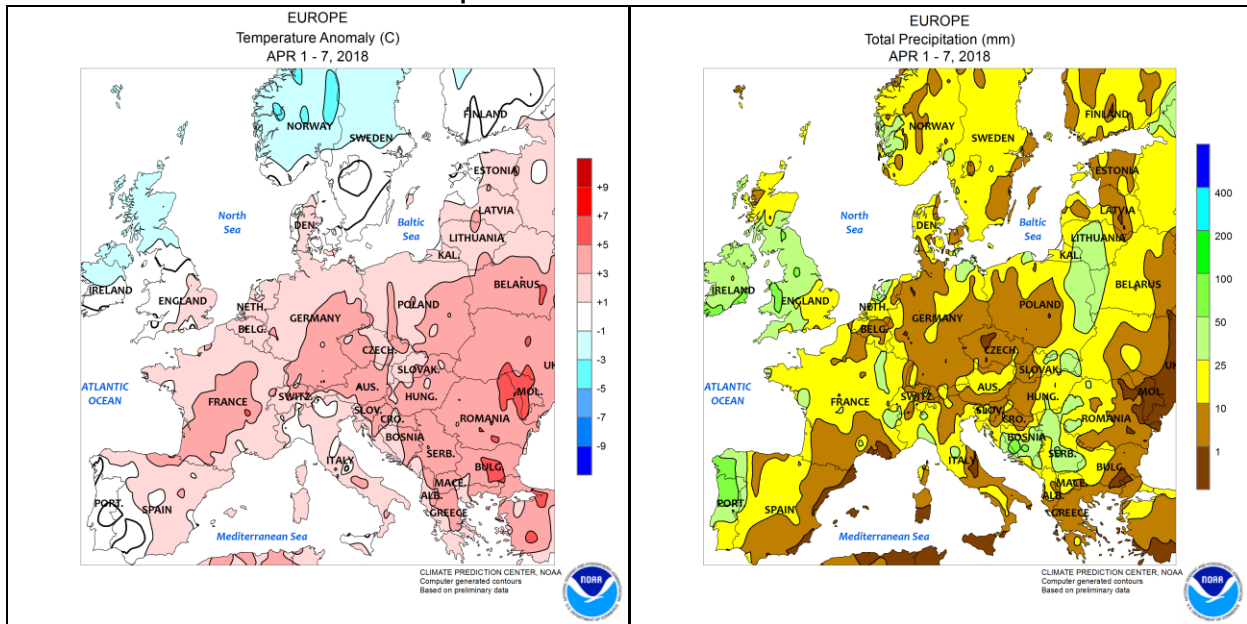 EUROPE
Temperature Anomaly (C)
APR 1 - 7, 2018
NORWAY
SWEDEN
FINLAND
ESTONIA
LATVIA
LITHUANIA
KAL.
DEN.
North
Sea
Baltic
Sea
IRELAND
ENGLAND
NETH.
BELG.
GERMANY
POLAND
BELARUS
CZECH.
SLOVAK.
UK
ATLANTIC
OCEAN
FRANCE
SWITZ.
AUS.
HUNG.
MOL.
SLOV.
CRO.
ROMANIA
BOSNIA
SERB.
ITALY
BULG.
MACE.
ALB.
GREECE
PORT.
SPAIN
Mediterranean Sea
+9
+7
+5
+3
+1
-1
-3
-5
-7
-9
CLIMATE PREDICTION CENTER, NOAA
Computer generated contours
Based on preliminary data
NOAA
EUROPE
Total Precipitation (mm)
APR 1 - 7, 2018
NORWAY
SWEDEN
FINLAND
ESTONIA
LATVIA
LITHUANIA
KAL.
DEN.
North
Sea
Baltic
Sea
IRELAND
ENGLAND
NETH.
BELG.
GERMANY
POLAND
BELARUS
CZECH.
SLOVAK.
UK
ATLANTIC
OCEAN
FRANCE
SWITZ.
AUS.
HUNG.
MOL.
SLOV.
CRO.
ROMANIA
BOSNIA
SERB.
ITALY
BULG.
MACE.
ALB.
GREECE
PORT.
SPAIN
Mediterranean Sea
400
200
100
50
25
10
1
CLIMATE PREDICTION CENTER, NOAA
Computer generated contours
Based on preliminary data
NOAA